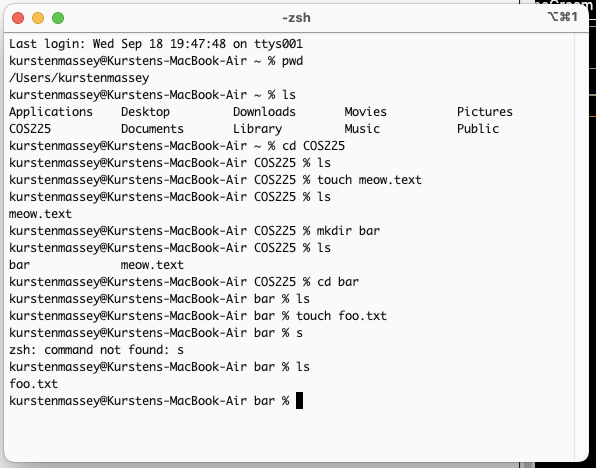 -zsh
⌥⌘1
Last login: Wed Sep 18 19:47:48 on ttys001
kurstenmassey@Kurstens-MacBook-Air ~ % pwd
/Users/kurstenmassey
kurstenmassey@Kurstens-MacBook-Air ~ % ls
Applications    Desktop         Downloads       Movies          Pictures
COS225          Documents       Library         Music           Public
kurstenmassey@Kurstens-MacBook-Air ~ % cd COS225
kurstenmassey@Kurstens-MacBook-Air COS225 % ls
kurstenmassey@Kurstens-MacBook-Air COS225 % touch meow.text
kurstenmassey@Kurstens-MacBook-Air COS225 % ls
meow.text
kurstenmassey@Kurstens-MacBook-Air COS225 % mkdir bar
kurstenmassey@Kurstens-MacBook-Air COS225 % ls
bar             meow.text
kurstenmassey@Kurstens-MacBook-Air COS225 % cd bar
kurstenmassey@Kurstens-MacBook-Air bar % ls
kurstenmassey@Kurstens-MacBook-Air bar % touch foo.txt
kurstenmassey@Kurstens-MacBook-Air bar % s
zsh: command not found: s
kurstenmassey@Kurstens-MacBook-Air bar % ls
foo.txt
kurstenmassey@Kurstens-MacBook-Air bar %